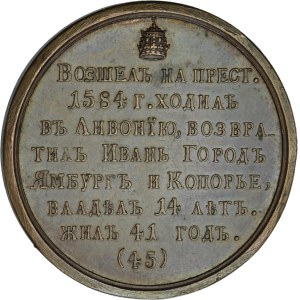 ВОЗШЕЛЪ НА ПРЕСТ.
1584 Г. ХОДИЛЪ
ВЪ ЛИВОНІЮ, ВОЗВРА
ТИЛЪ ИВАНЬ ГОРОДЪ
ЯМБУРГЪ И КОПОРЬЕ,
ВЛАДѢЛЪ 14 ЛѢТЪ.
ЖИЛЪ 41 ГОДЪ.
(45)